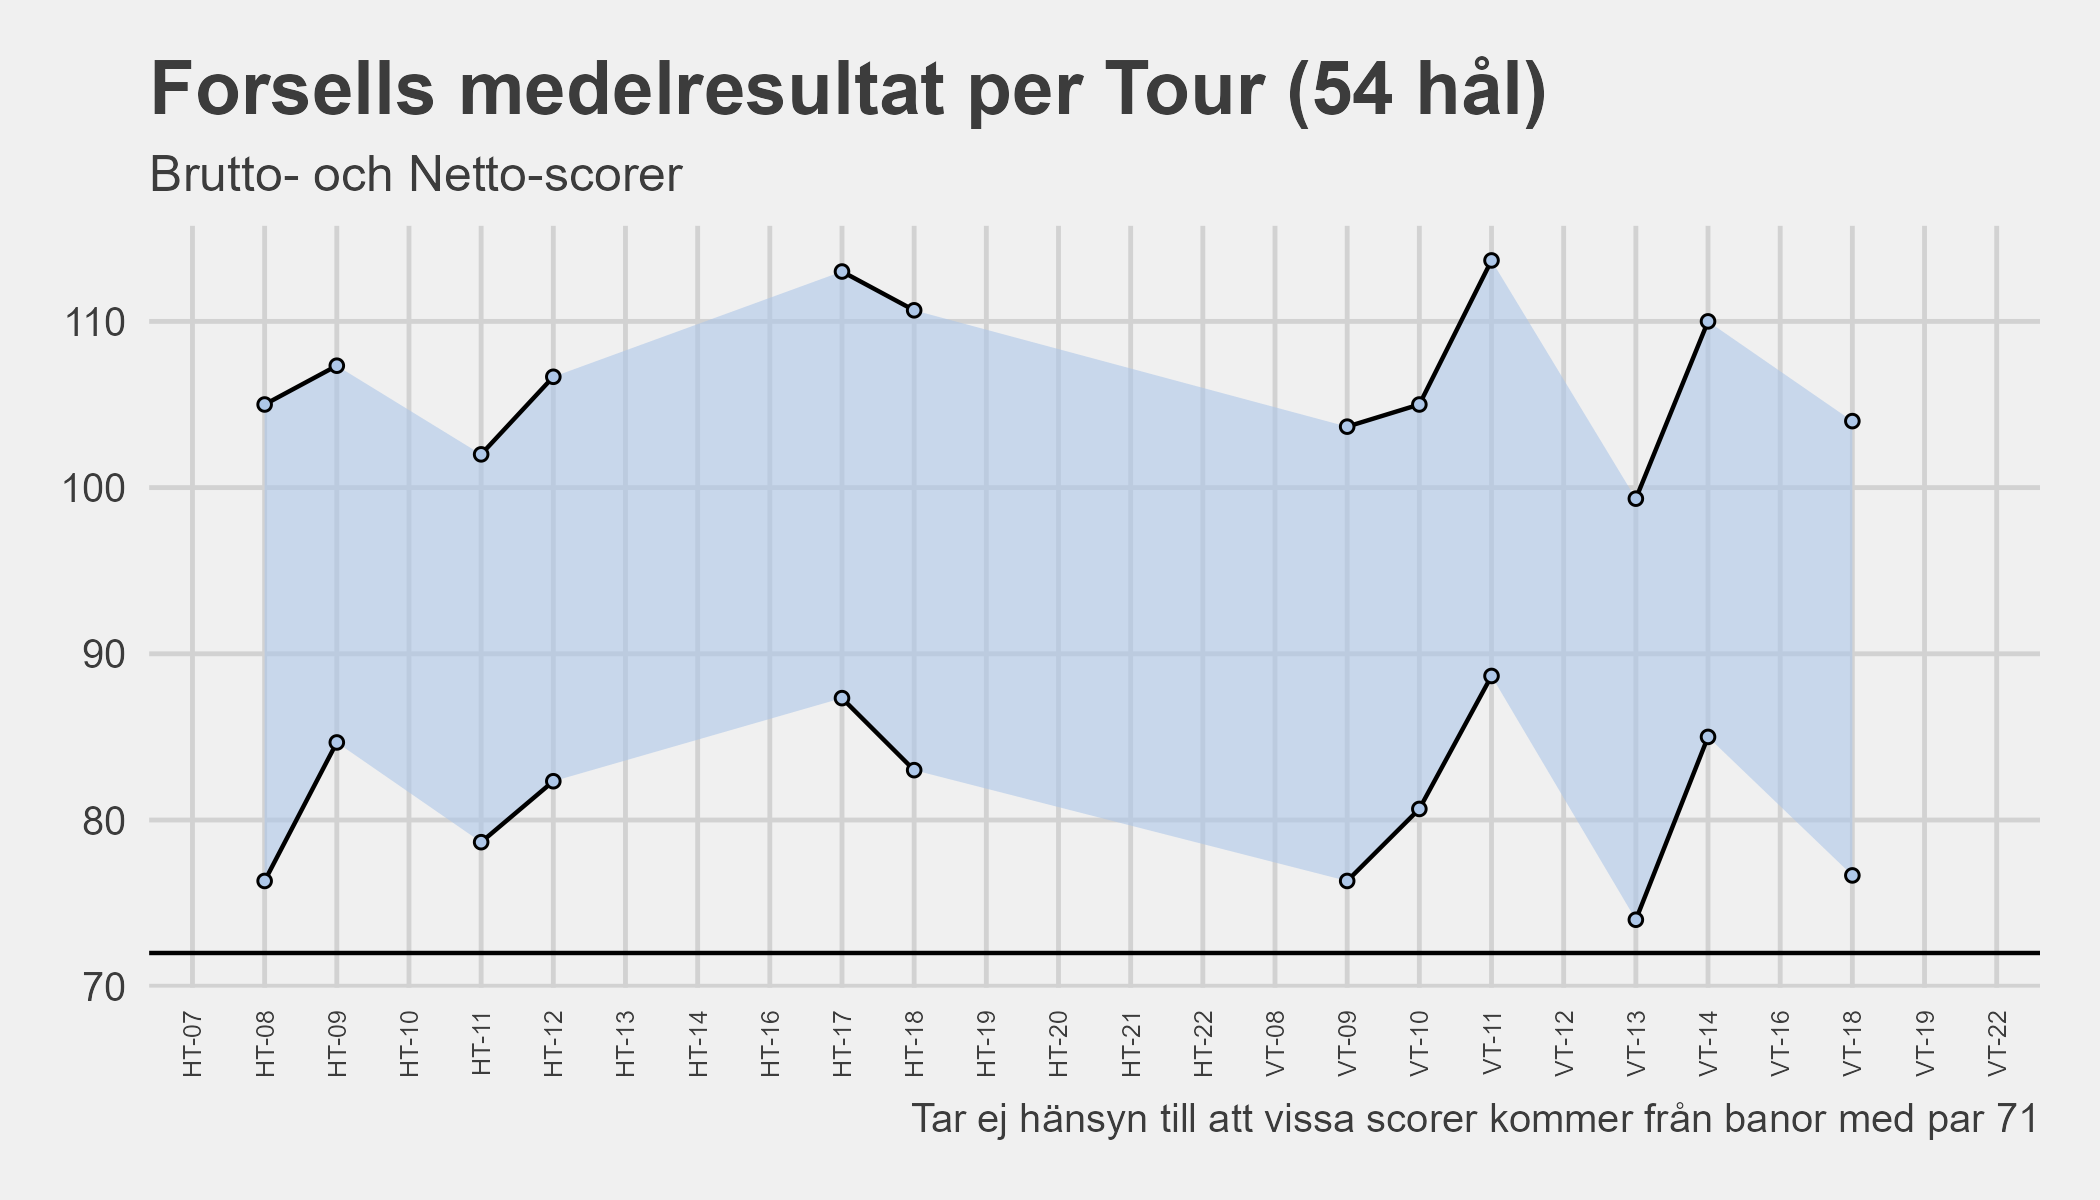 Forsells medelresultat per Tour (54 hål)
Brutto- och Netto-scorer
110
100
90
80
70
HT-07
HT-08
HT-09
HT-10
HT-11
HT-12
HT-13
HT-14
HT-16
HT-17
HT-18
HT-19
HT-20
HT-21
HT-22
VT-08
VT-09
VT-10
VT-11
VT-12
VT-13
VT-14
VT-16
VT-18
VT-19
VT-22
Tar ej hänsyn till att vissa scorer kommer från banor med par 71